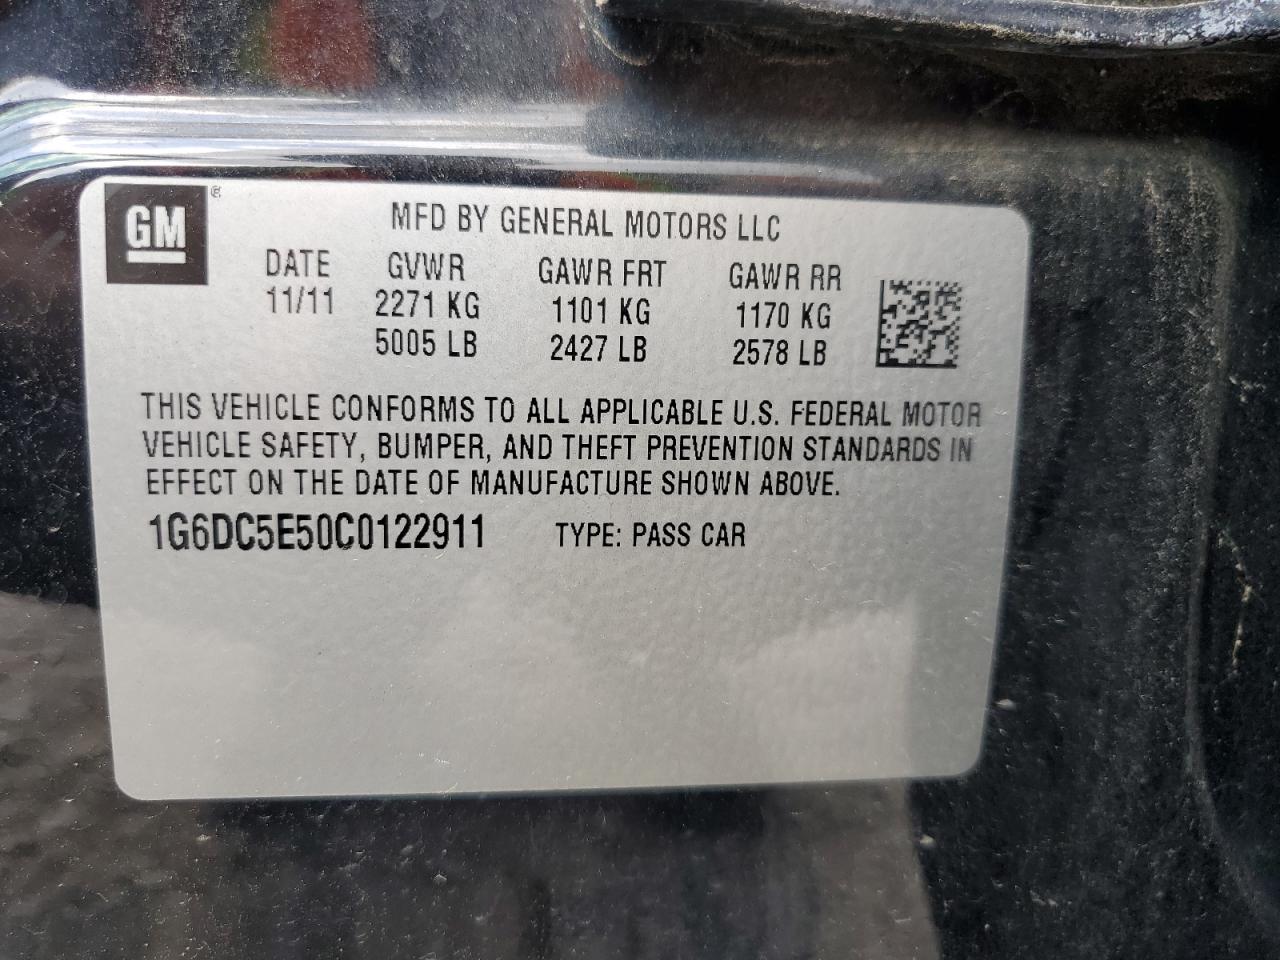 GM ®
MFD BY GENERAL MOTORS LLC
DATE GVWR GAWR FRT GAWR RR
11/11 2271 KG 1101 KG 1170 KG
5005 LB 2427 LB 2578 LB
THIS VEHICLE CONFORMS TO ALL APPLICABLE U.S. FEDERAL MOTOR
VEHICLE SAFETY, BUMPER, AND THEFT PREVENTION STANDARDS IN
EFFECT ON THE DATE OF MANUFACTURE SHOWN ABOVE.
1G6DC5E50C0122911 TYPE: PASS CAR